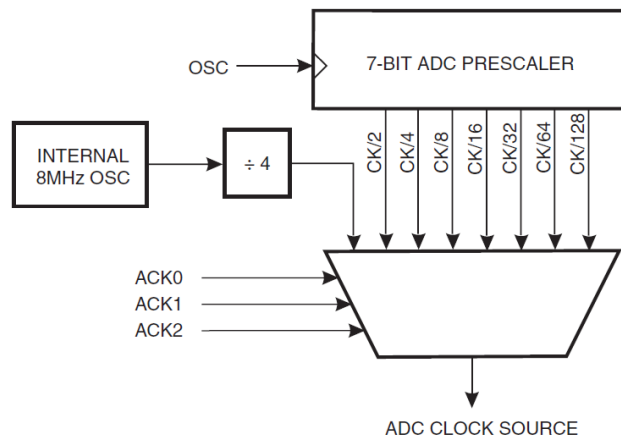 OSC
7-BIT ADC PRESCALER
INTERNAL
8MHz OSC
÷ 4
CK/2
CK/4
CK/8
CK/16
CK/32
CK/64
CK/128
ACK0
ACK1
ACK2
ADC CLOCK SOURCE